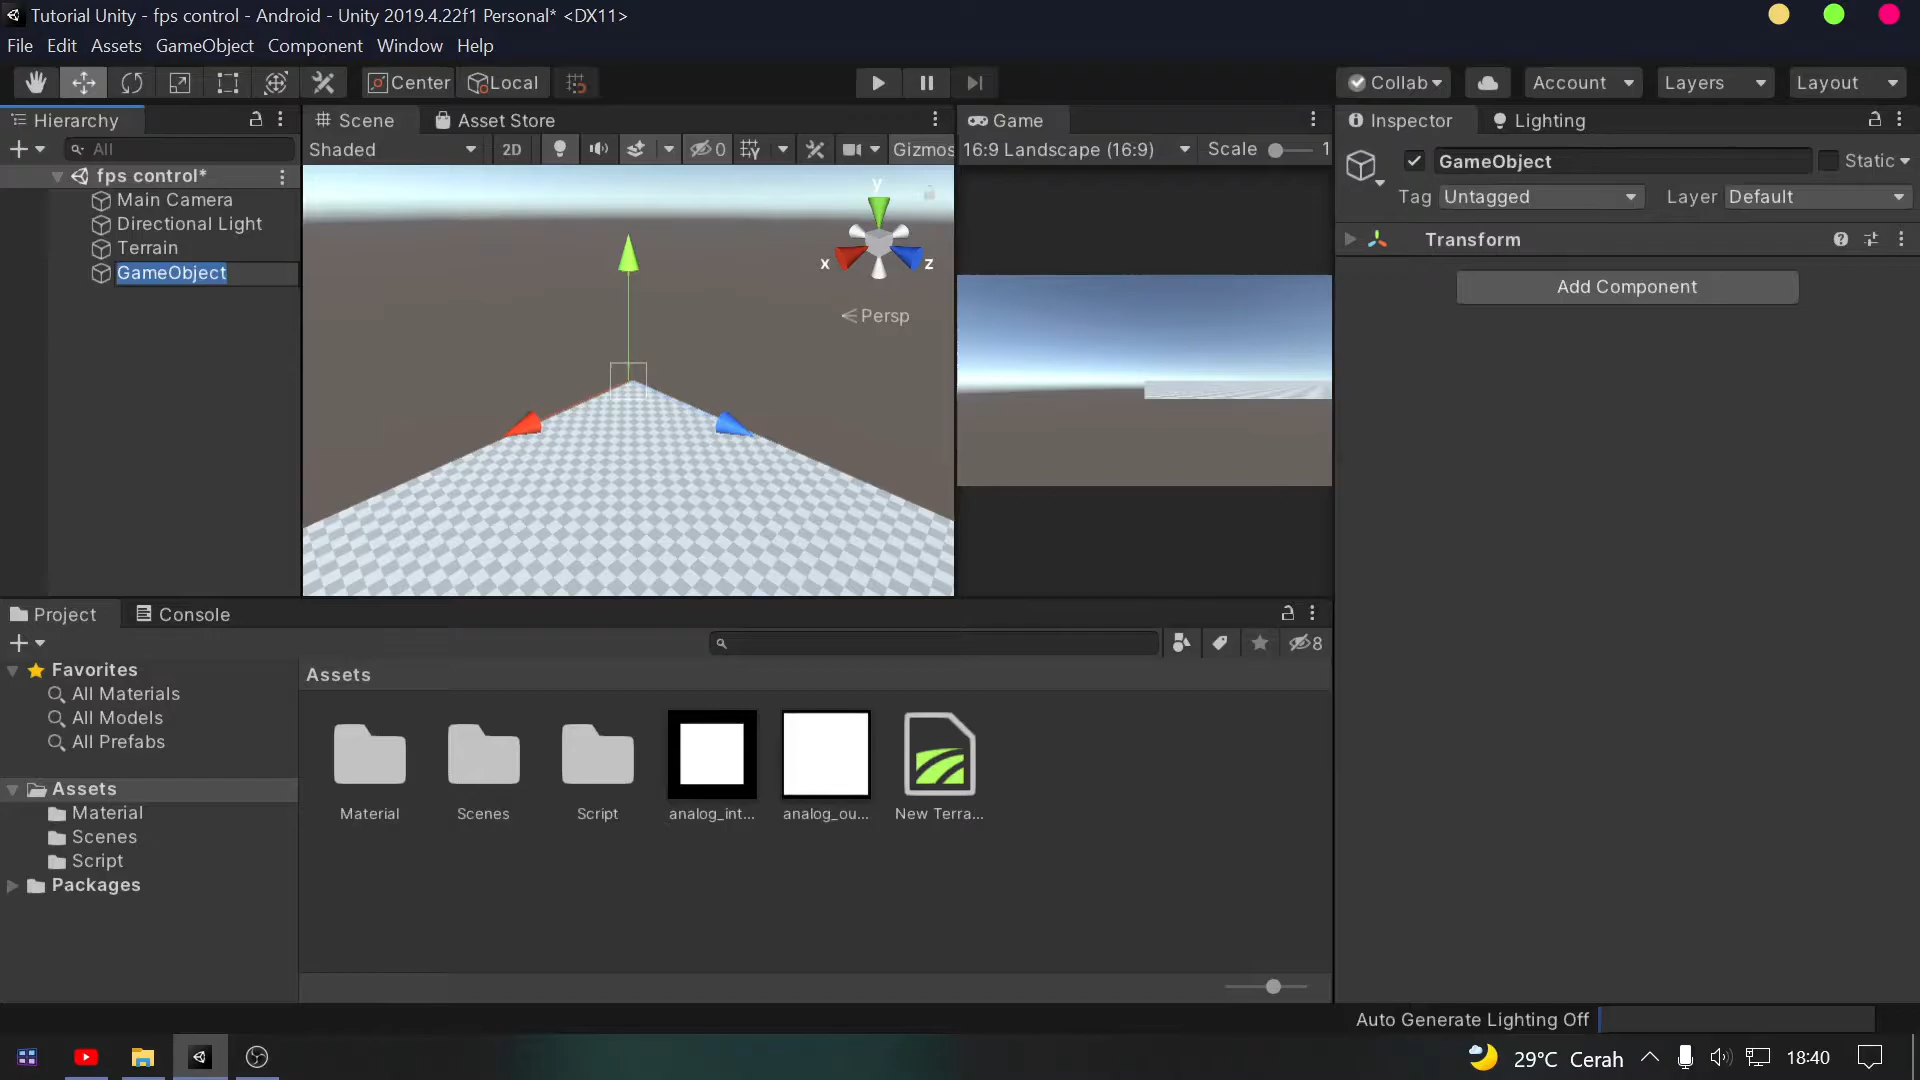 Tutorial Unity - fps control - Android - Unity 2019.4.22f1 Personal* <DX11>
File Edit Assets GameObject Component Window Help
Center Local Collab Account Layers Layout
Hierarchy Scene Asset Store Game Inspector Lighting
All Shaded 2D 0 Gizmos 16:9 Landscape (16:9) Scale 1 GameObject Static
fps control*
Tag Untagged Layer Default
Main Camera
Directional Light
Terrain
GameObject
Transform
Add Component
y
x z
Persp
Project Console
8
Favorites
All Materials
All Models
All Prefabs
Assets
Material
Scenes
Script
Packages
Assets
Material Scenes Script analog_int... analog_ou... New Terra...
Auto Generate Lighting Off
29°C Cerah 18:40